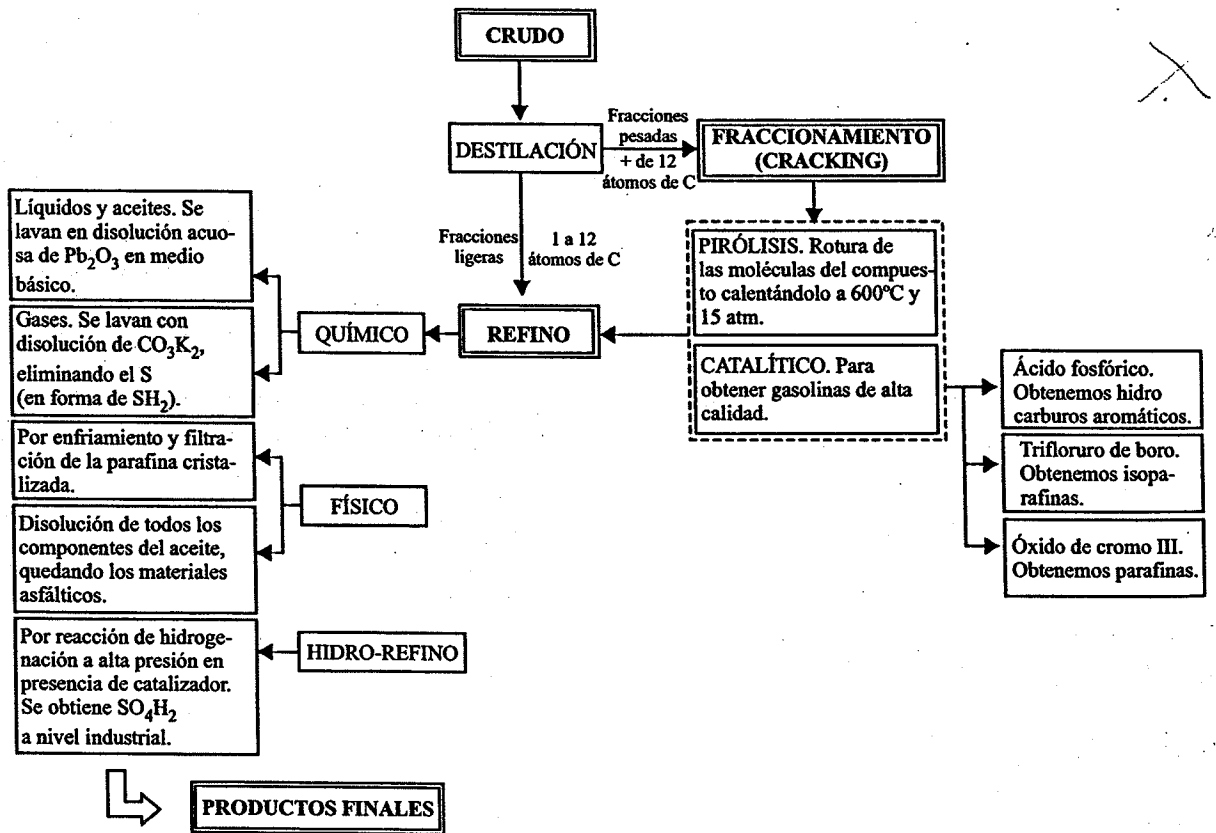 CRUDO
DESTILACIÓN
Fracciones
pesadas
+ de 12
átomos de C
FRACCIONAMIENTO
(CRACKING)
Fracciones
ligeras
1 a 12
átomos de C
PIRÓLISIS. Rotura de
las moléculas del compues-
to calentándolo a 600ºC y
15 atm.
CATALÍTICO. Para
obtener gasolinas de alta
calidad.
Ácido fosfórico.
Obtenemos hidro
carburos aromáticos.
Trifloruro de boro.
Obtenemos isopa-
rafinas.
Óxido de cromo III.
Obtenemos parafinas.
REFINO
QUÍMICO
Líquidos y aceites. Se
lavan en disolución acuo-
sa de Pb₂O₃ en medio
básico.
Gases. Se lavan con
disolución de CO₃K₂,
eliminando el S
(en forma de SH₂).
FÍSICO
Por enfriamiento y filtra-
ción de la parafina crista-
lizada.
Disolución de todos los
componentes del aceite,
quedando los materiales
asfálticos.
HIDRO-REFINO
Por reacción de hidroge-
nación a alta presión en
presencia de catalizador.
Se obtiene SO₄H₂
a nivel industrial.
PRODUCTOS FINALES